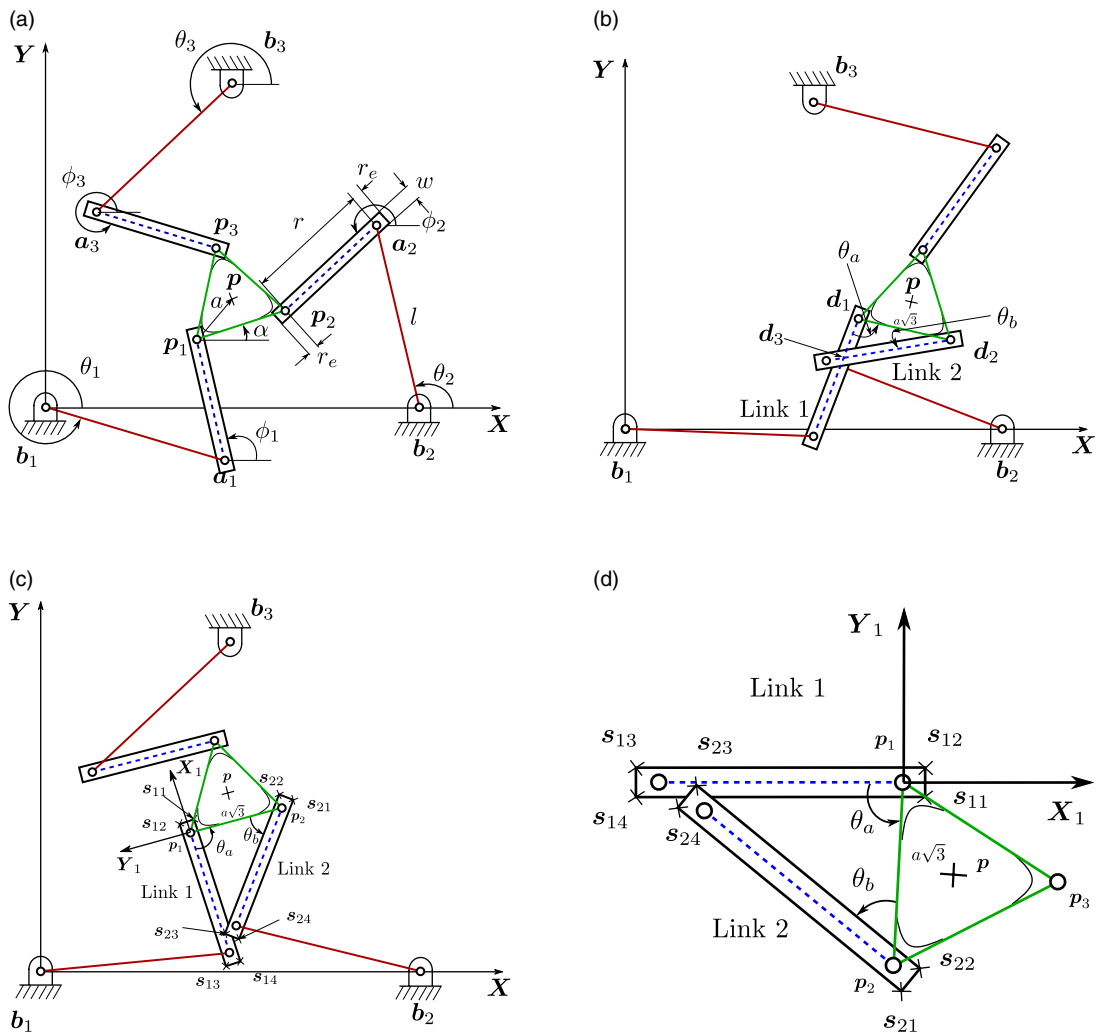 (a)
Y
θ3
b3
ϕ3
a3
p3
r
re
w
ϕ2
a2
p
a
p2
α
re
l
p1
θ1
θ2
X
b1
ϕ1
b2
a1
(b)
Y
b3
θa
p
d1
a√3
θb
d3
d2
Link 2
Link 1
X
b1
b2
(c)
Y
b3
X1
p
s22
s11
s21
s12
a√3
p2
p1
θb
Y1
θa
Link 1
Link 2
s23
s24
s13
s14
X
b1
b2
(d)
Y1
Link 1
s13
s23
p1
s12
s11
X1
s14
s24
θa
a√3
p
θb
p3
Link 2
s22
p2
s21